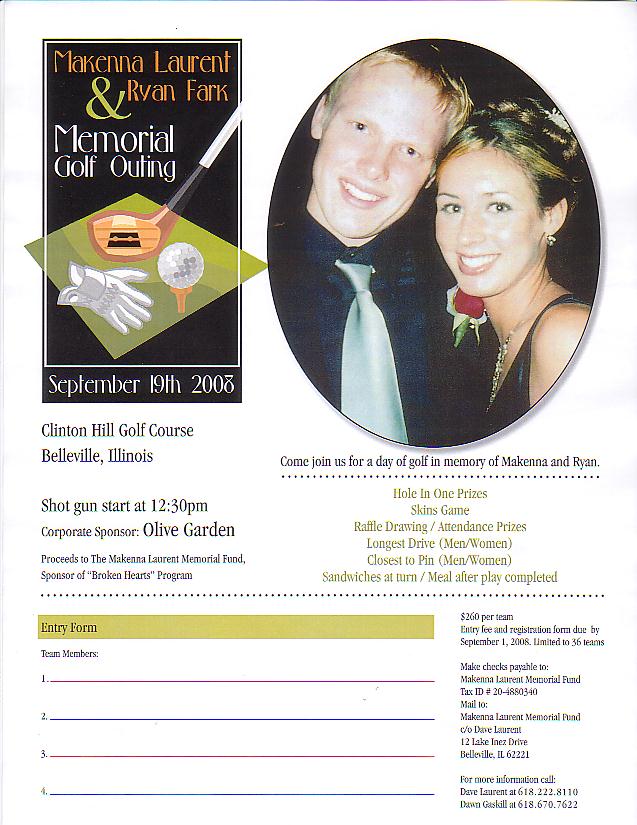 Makenna Laurent
& Ryan Fark
Memorial
Golf Outing
September 19th 2008
Clinton Hill Golf Course
Belleville, Illinois
Shot gun start at 12:30pm
Corporate Sponsor: Olive Garden
Proceeds to The Makenna Laurent Memorial Fund,
Sponsor of "Broken Hearts" Program
Come join us for a day of golf in memory of Makenna and Ryan.
Hole In One Prizes
Skins Game
Raffle Drawing / Attendance Prizes
Longest Drive (Men/Women)
Closest to Pin (Men/Women)
Sandwiches at turn / Meal after play completed
Entry Form
Team Members:
1.
2.
3.
4.
$260 per team
Entry fee and registration form due by
September 1, 2008. Limited to 36 teams
Make checks payable to:
Makenna Laurent Memorial Fund
Tax ID # 20-4880340
Mail to:
Makenna Laurent Memorial Fund
c/o Dave Laurent
12 Lake Inez Drive
Belleville, IL 62221
For more information call:
Dave Laurent at 618.222.8110
Dawn Gaskill at 618.670.7622